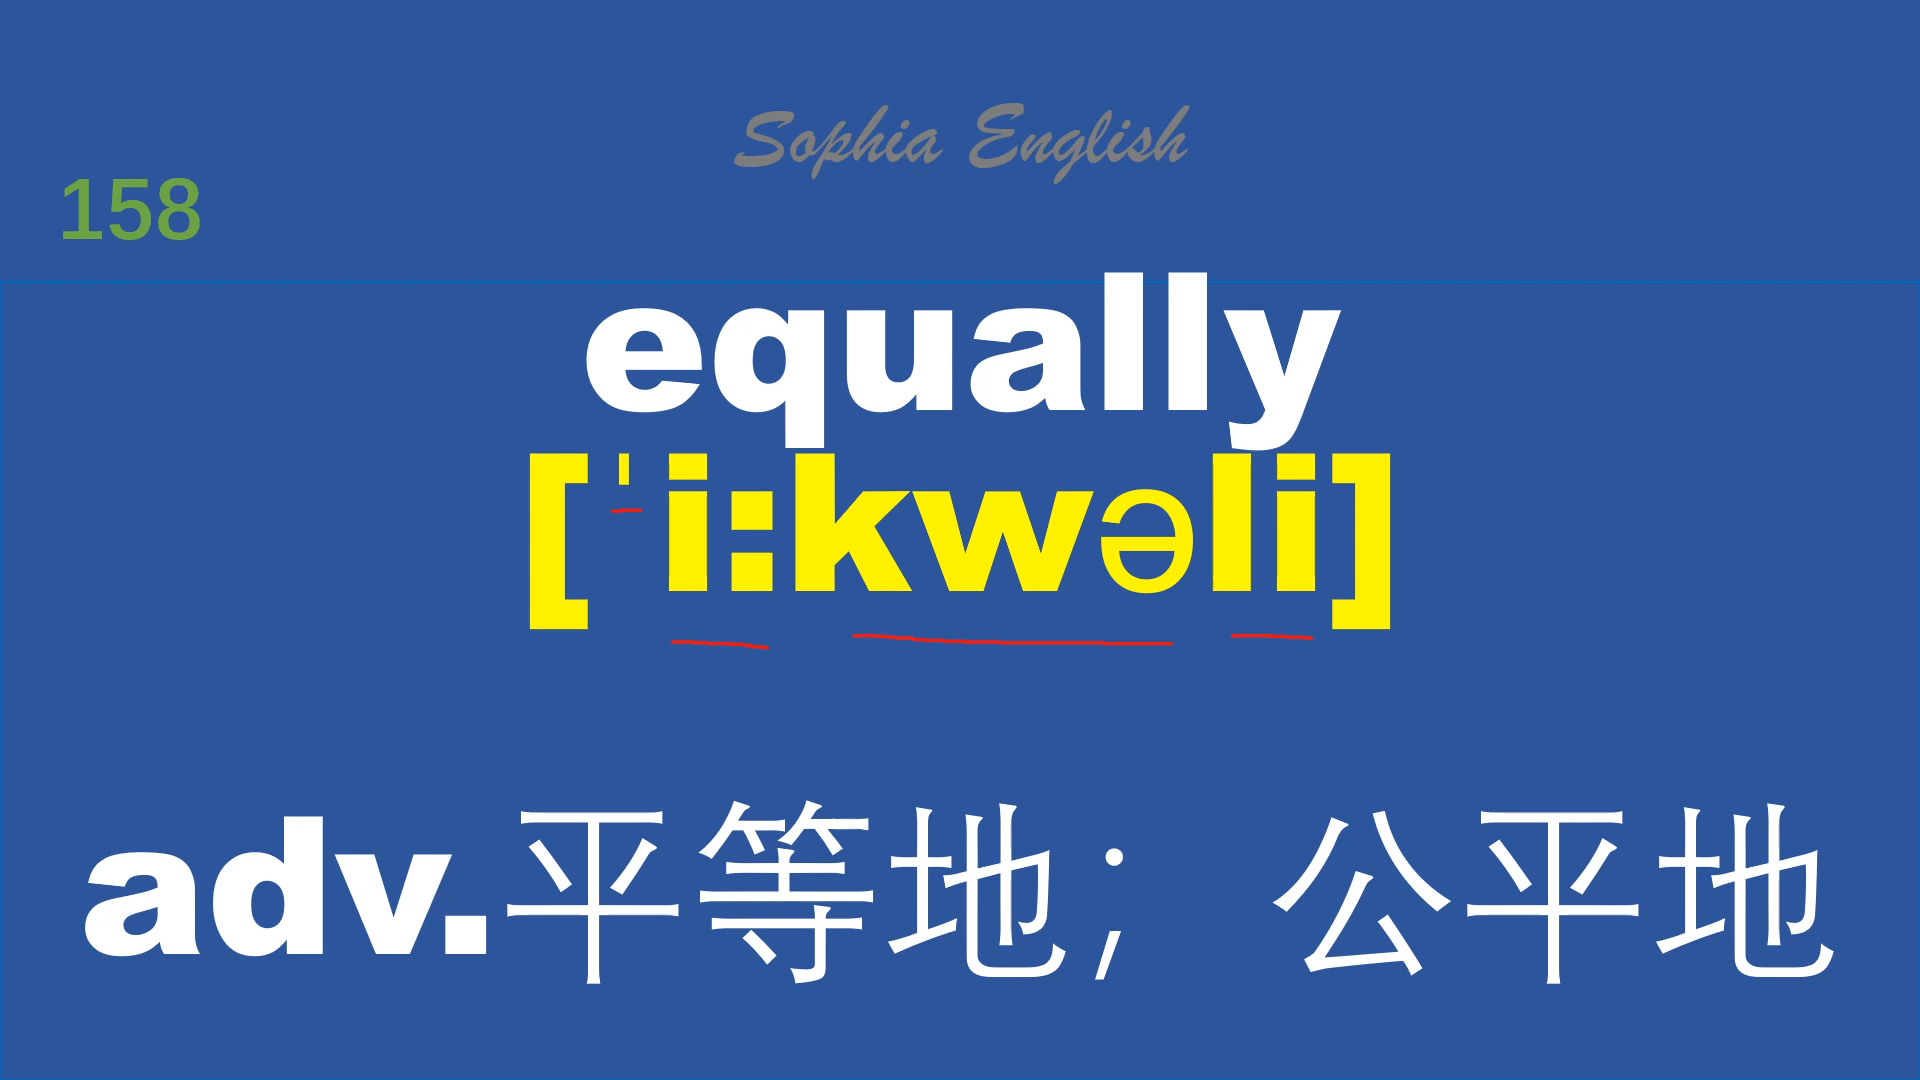 Sophia English
158
equally
[ˈi:kwəli]
adv.平等地；公平地